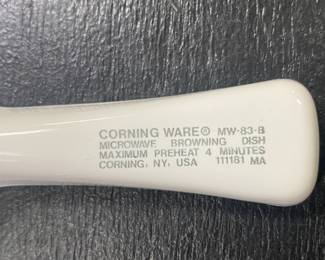 CORNING WARE® MW-83-B
MICROWAVE BROWNING DISH
MAXIMUM PREHEAT 4 MINUTES
CORNING, NY, USA 111181 MA